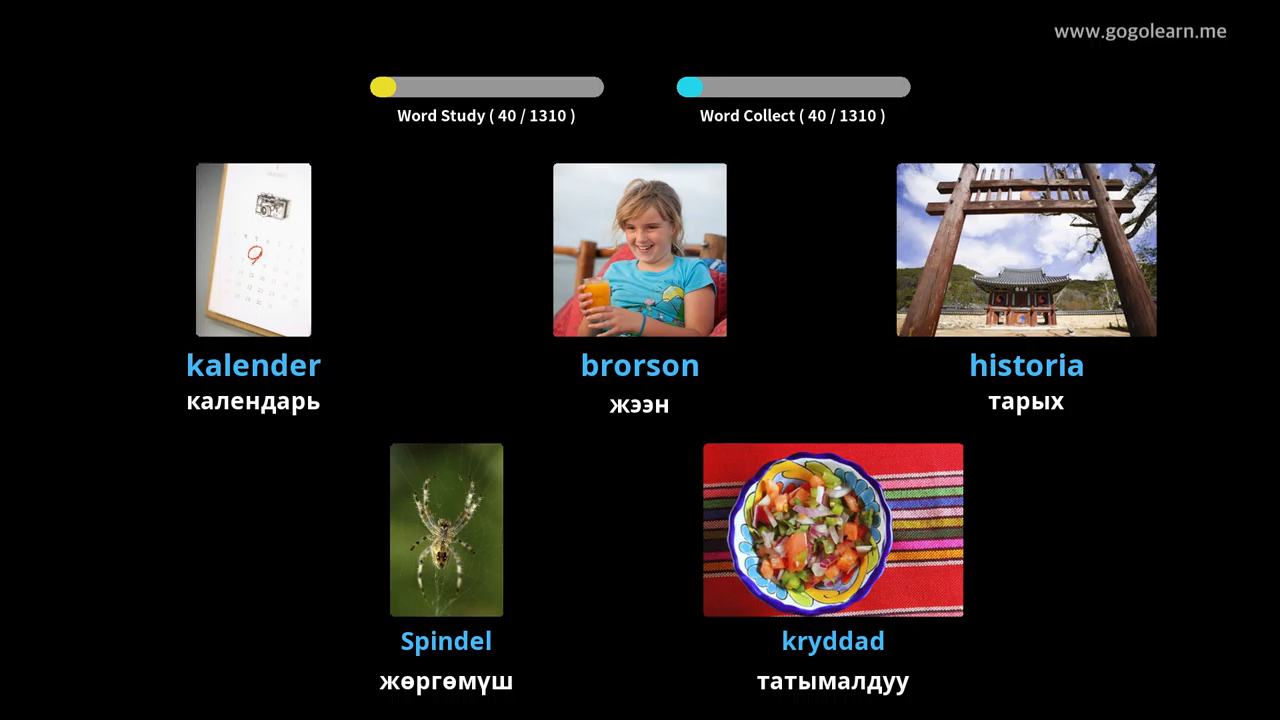 www.gogolearn.me
Word Study ( 40 / 1310 )
Word Collect ( 40 / 1310 )
kalender
календарь
brorson
жээн
historia
тарых
Spindel
жөргөмүш
kryddad
татымалдуу